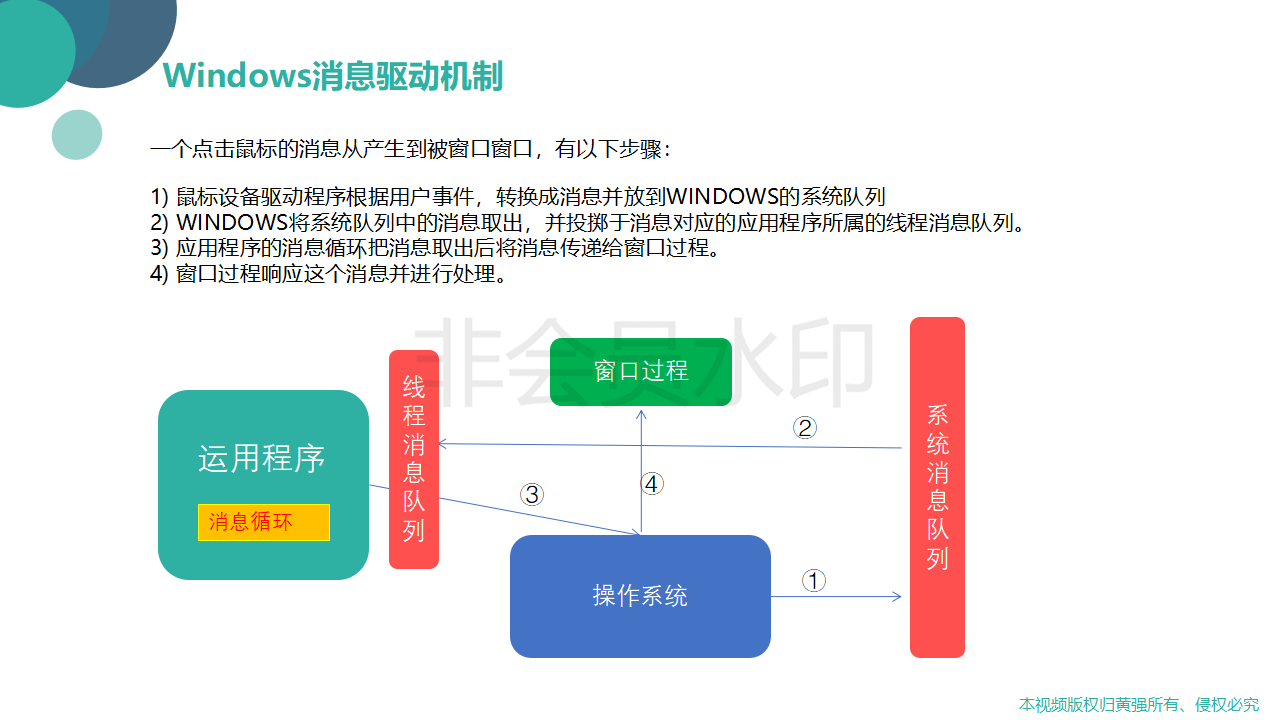 Windows消息驱动机制
一个点击鼠标的消息从产生到被窗口窗口，有以下步骤：
1) 鼠标设备驱动程序根据用户事件，转换成消息并放到WINDOWS的系统队列
2) WINDOWS将系统队列中的消息取出，并投掷于消息对应的应用程序所属的线程消息队列。
3) 应用程序的消息循环把消息取出后将消息传递给窗口过程。
4) 窗口过程响应这个消息并进行处理。
非会员水印
窗口过程
线程消息队列
系统消息队列
②
运用程序
④
③
消息循环
①
操作系统
本视频版权归黄强所有、侵权必究